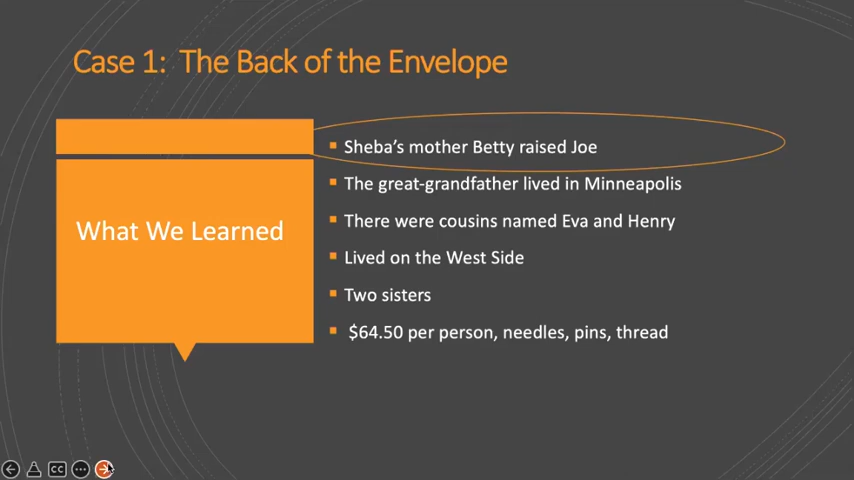 Case 1: The Back of the Envelope
What We Learned
Sheba's mother Betty raised Joe
The great-grandfather lived in Minneapolis
There were cousins named Eva and Henry
Lived on the West Side
Two sisters
$64.50 per person, needles, pins, thread
CC